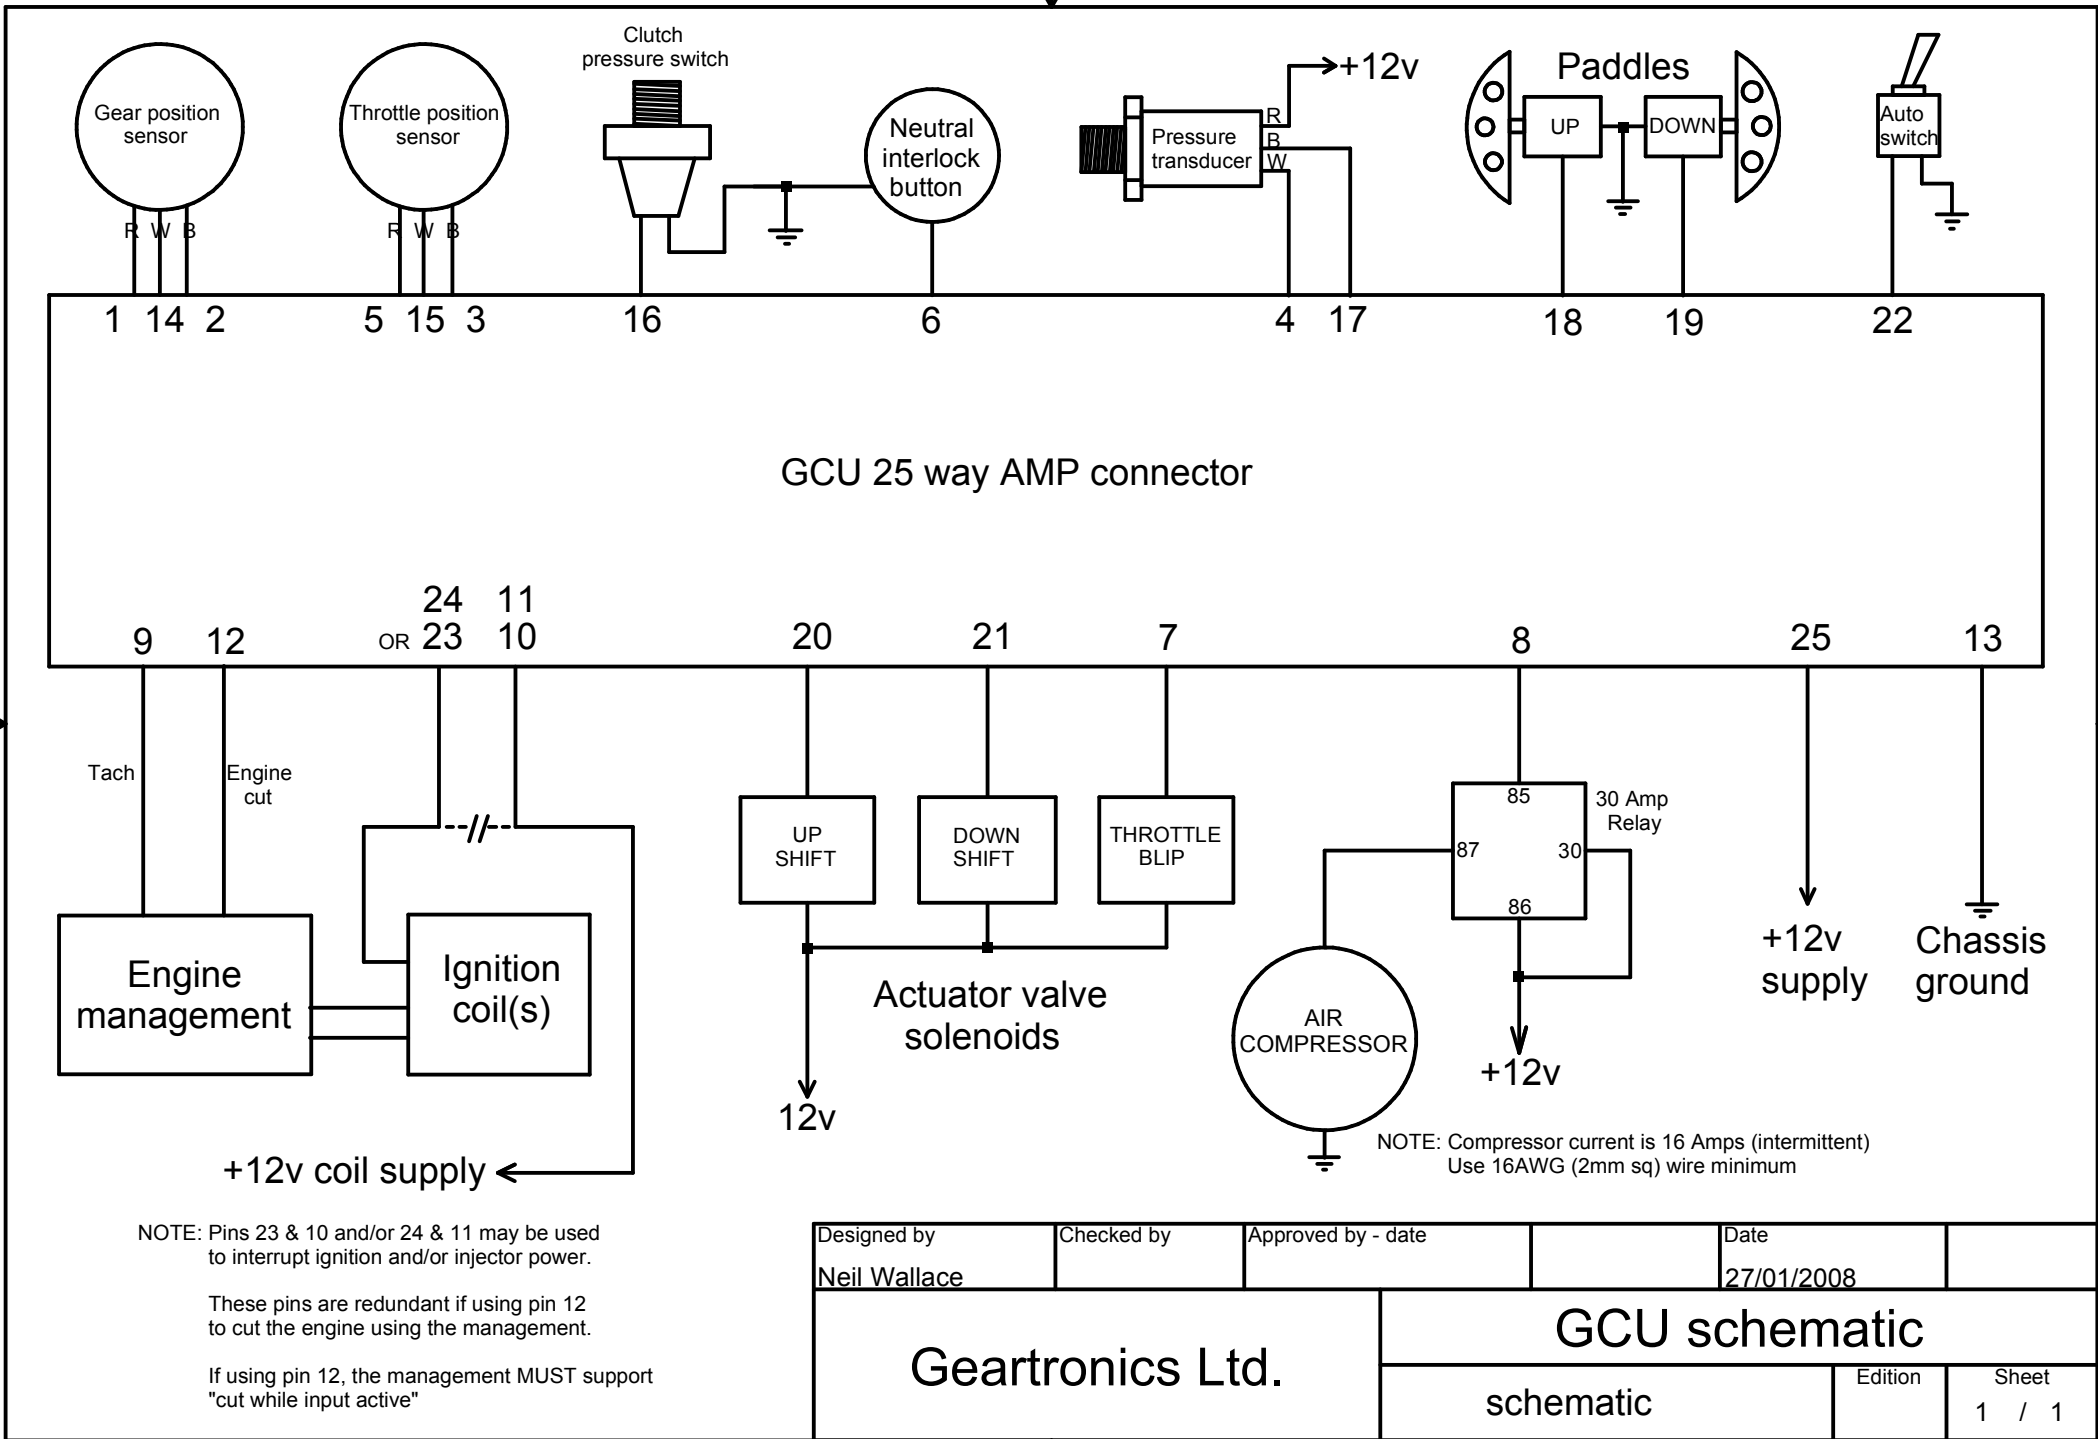 Gear position
sensor
R W B
Throttle position
sensor
R W B
Clutch
pressure switch
Neutral
interlock
button
Pressure
transducer
R
B
W
+12v
Paddles
UP
DOWN
Auto
switch
1 14 2
5 15 3
16
6
4 17
18
19
22
GCU 25 way AMP connector
24 11
9 12 OR 23 10 20 21 7 8 25 13
Tach
Engine
cut
Engine
management
Ignition
coil(s)
+12v coil supply
UP
SHIFT
DOWN
SHIFT
THROTTLE
BLIP
Actuator valve
solenoids
12v
85
87
30
86
30 Amp
Relay
AIR
COMPRESSOR
+12v
+12v
supply
Chassis
ground
NOTE: Compressor current is 16 Amps (intermittent)
Use 16AWG (2mm sq) wire minimum
NOTE: Pins 23 & 10 and/or 24 & 11 may be used
to interrupt ignition and/or injector power.
These pins are redundant if using pin 12
to cut the engine using the management.
If using pin 12, the management MUST support
"cut while input active"
Designed by
Neil Wallace
Checked by
Approved by - date
Date
27/01/2008
Geartronics Ltd.
GCU schematic
schematic
Edition
Sheet
1 / 1